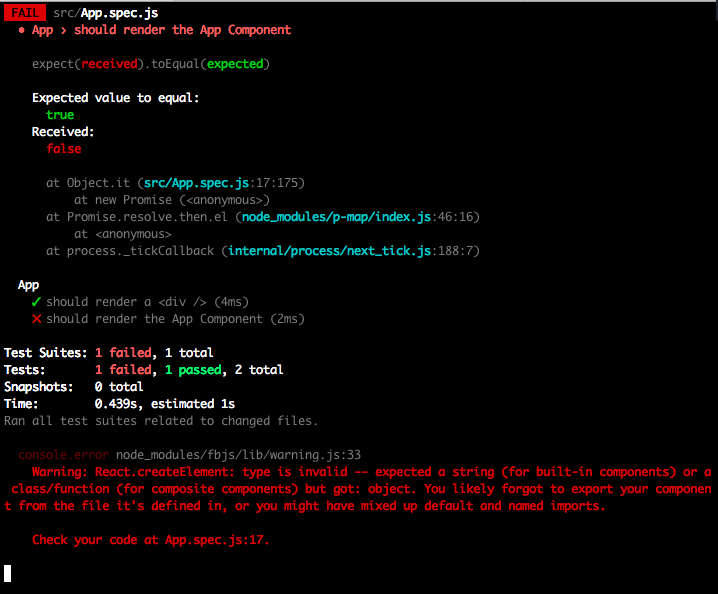 FAIL src/App.spec.js
● App › should render the App Component
expect(received).toEqual(expected)
Expected value to equal:
true
Received:
false
at Object.it (src/App.spec.js:17:175)
at new Promise (<anonymous>)
at Promise.resolve.then.el (node_modules/p-map/index.js:46:16)
at <anonymous>
at process._tickCallback (internal/process/next_tick.js:188:7)
App
✓ should render a <div /> (4ms)
✕ should render the App Component (2ms)
Test Suites: 1 failed, 1 total
Tests: 1 failed, 1 passed, 2 total
Snapshots: 0 total
Time: 0.439s, estimated 1s
Ran all test suites related to changed files.
console.error node_modules/fbjs/lib/warning.js:33
Warning: React.createElement: type is invalid -- expected a string (for built-in components) or a
class/function (for composite components) but got: object. You likely forgot to export your componen
t from the file it's defined in, or you might have mixed up default and named imports.
Check your code at App.spec.js:17.